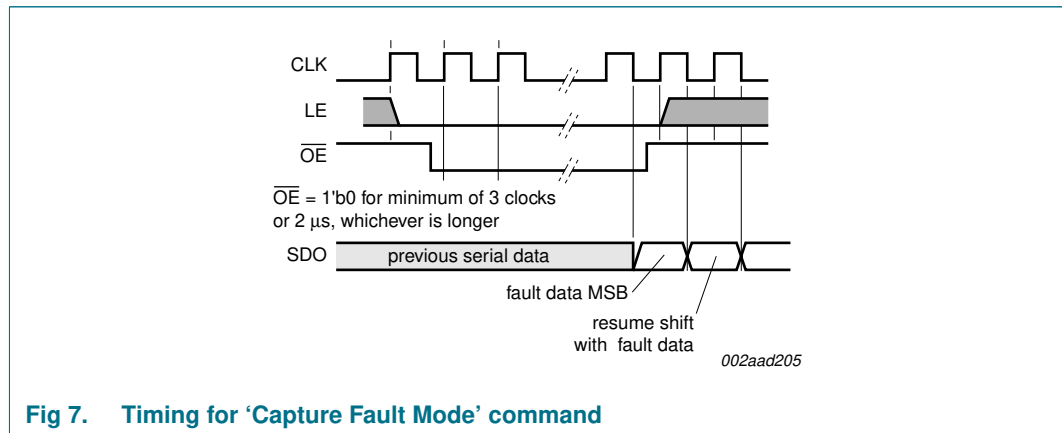 CLK
LE
OE
OE = 1'b0 for minimum of 3 clocks
or 2 μs, whichever is longer
SDO
previous serial data
fault data MSB
resume shift
with fault data
002aad205
Fig 7. Timing for ‘Capture Fault Mode’ command